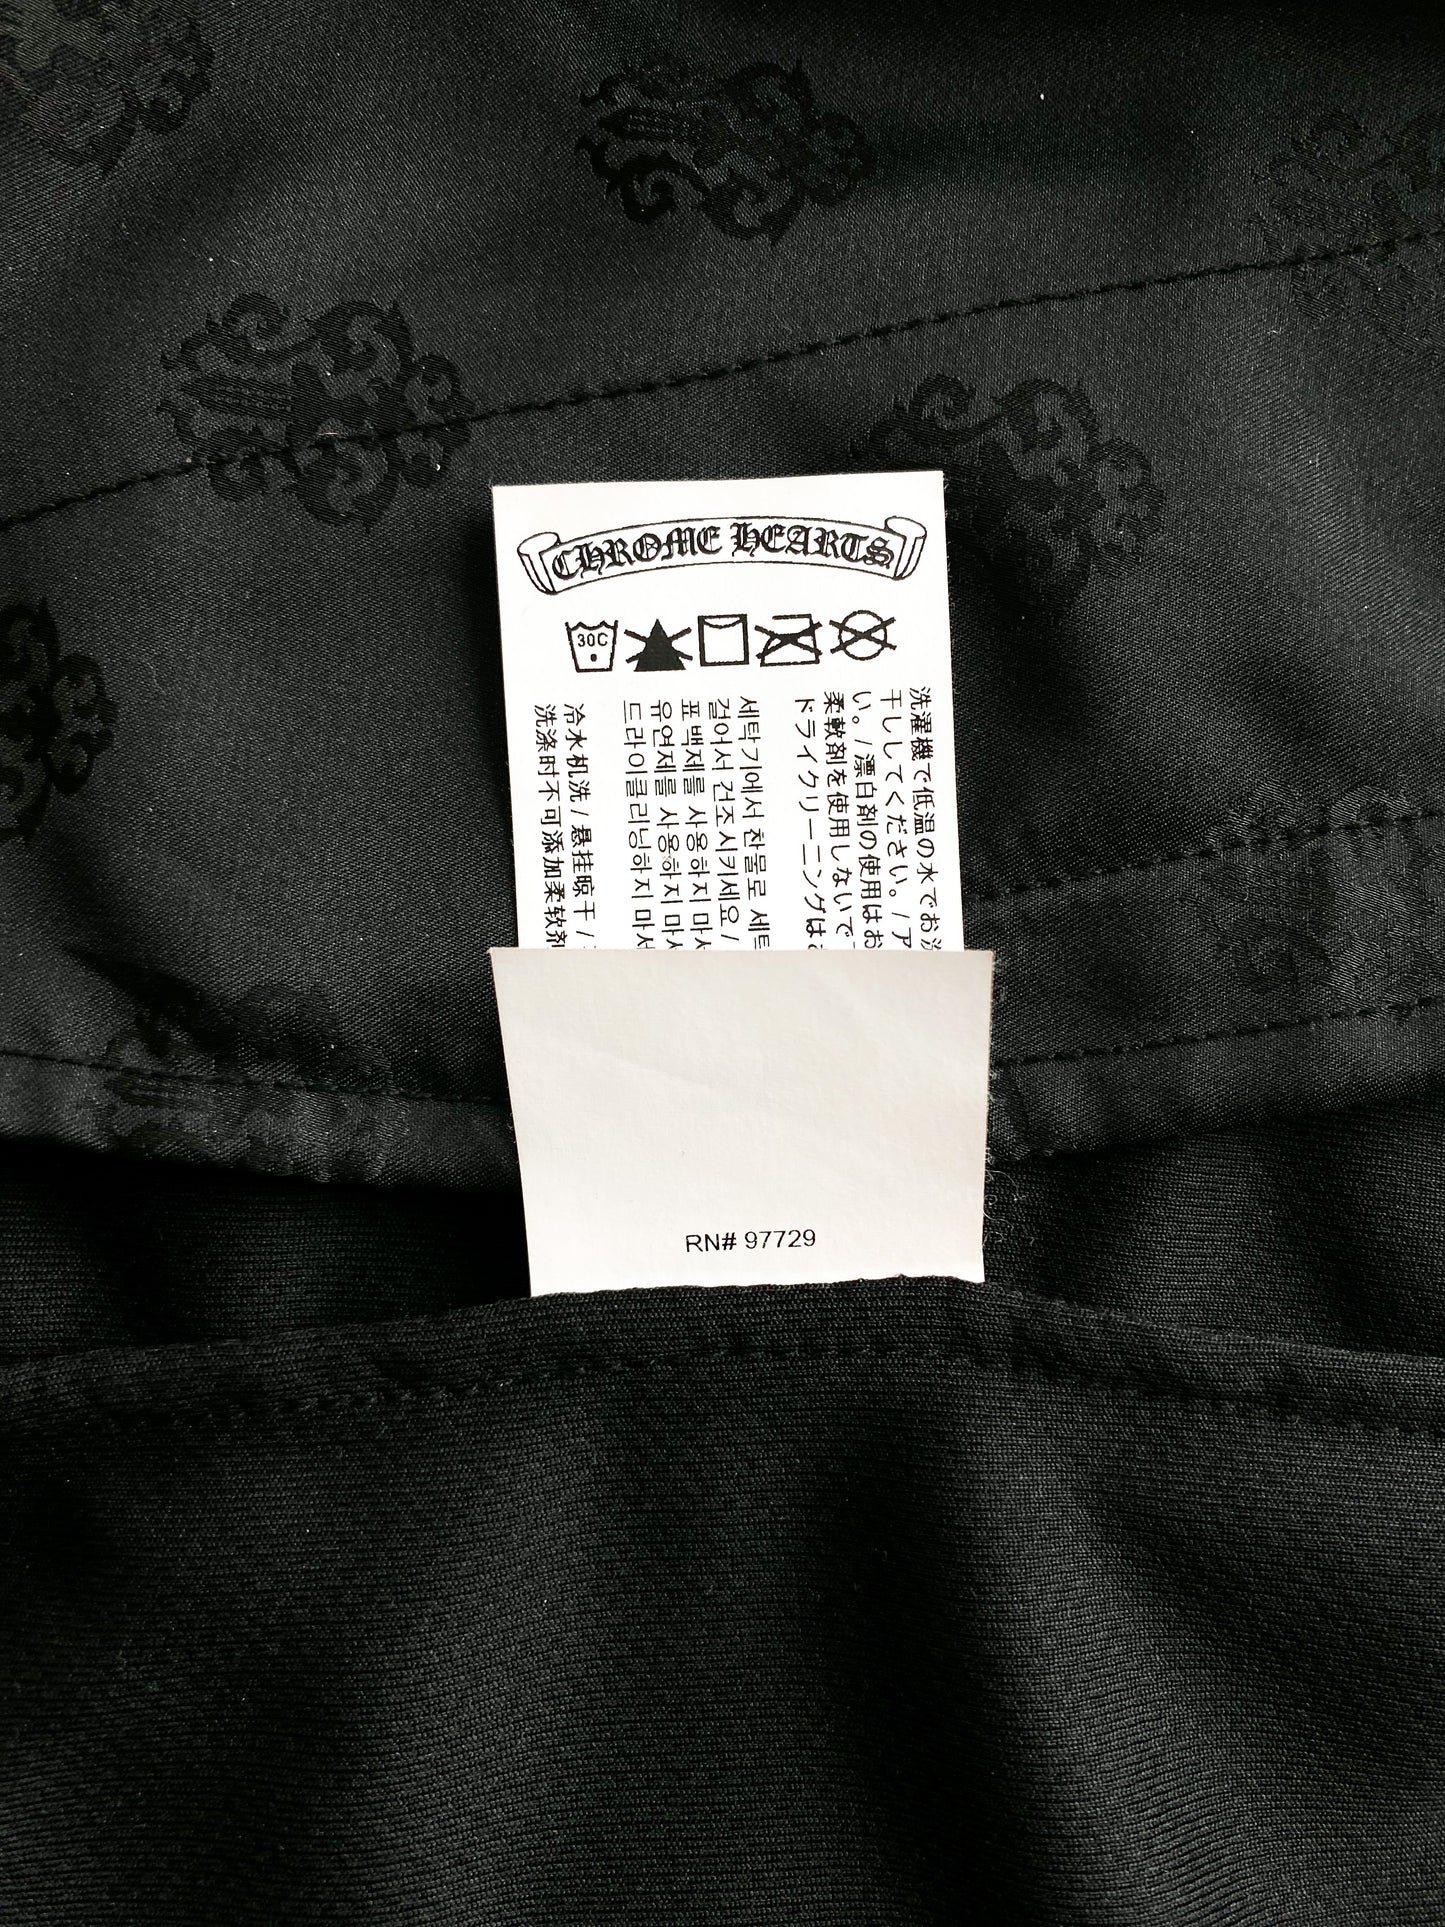 CHROME HEARTS
30C
洗濯機で低温の水でお洗
干ししてください。/ ア
い。/ 漂白剤の使用はお
柔軟剤を使用しないで
ドライクリーニングは
세탁기에서 찬물로 세탁
걸어서 건조시키세요 /
표백제를 사용하지 마시
유연제를 사용하지 마시
드라이클리닝하지 마세
冷水机洗 / 悬挂晾干 /
洗涤时不可添加柔软剂
RN# 97729